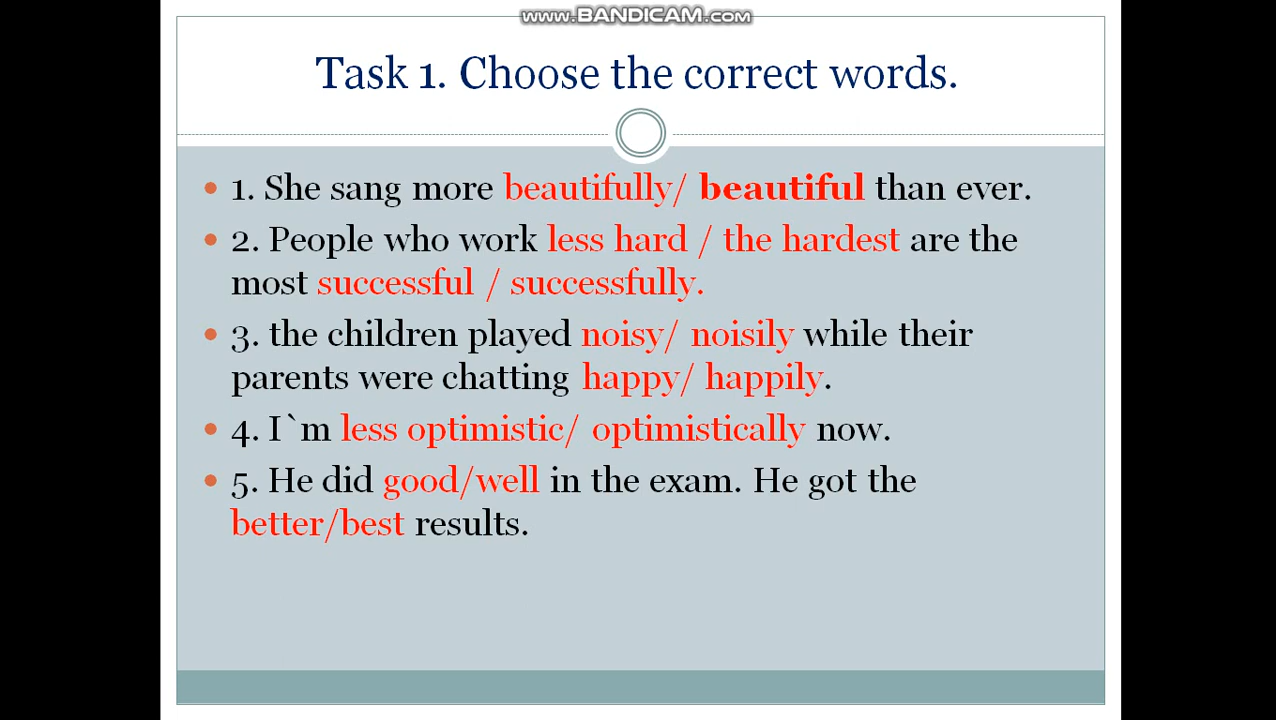 www.BANDICAM.com
Task 1. Choose the correct words.
1. She sang more beautifully/ beautiful than ever.
2. People who work less hard / the hardest are the
most successful / successfully.
3. the children played noisy/ noisily while their
parents were chatting happy/ happily.
4. I`m less optimistic/ optimistically now.
5. He did good/well in the exam. He got the
better/best results.